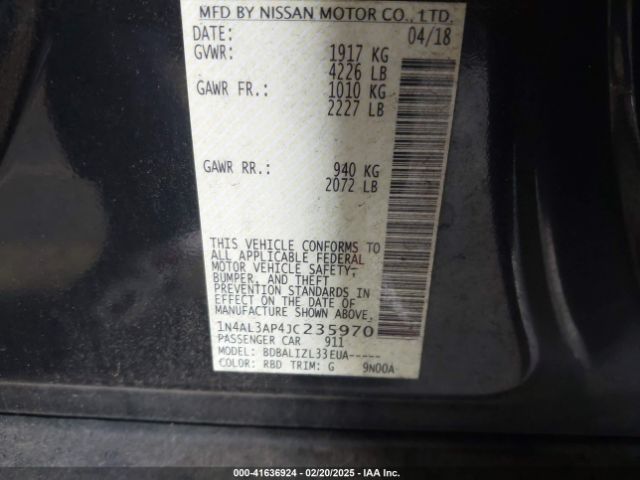 MFD BY NISSAN MOTOR CO., LTD.
DATE: 04/18
GVWR: 1917 KG
4226 LB
GAWR FR.: 1010 KG
2227 LB
GAWR RR.: 940 KG
2072 LB
THIS VEHICLE CONFORMS TO
ALL APPLICABLE FEDERAL
MOTOR VEHICLE SAFETY,
BUMPER, AND THEFT
PREVENTION STANDARDS IN
EFFECT ON THE DATE OF
MANUFACTURE SHOWN ABOVE.
1N4AL3AP4JC235970
PASSENGER CAR 911
MODEL: BDBALIZL33EUA-----
COLOR: RBD TRIM: G 9N00A
000-41636924 | 02/20/2025 | IAA Inc.